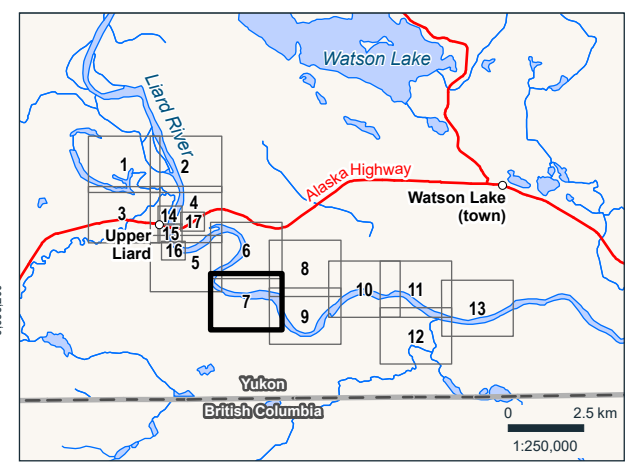 Watson Lake
Liard River
1
2
Alaska Highway
3
4
14
17
15
Upper
Liard
16
5
6
Watson Lake
(town)
8
7
9
10
11
12
13
Yukon
British Columbia
0 2.5 km
1:250,000